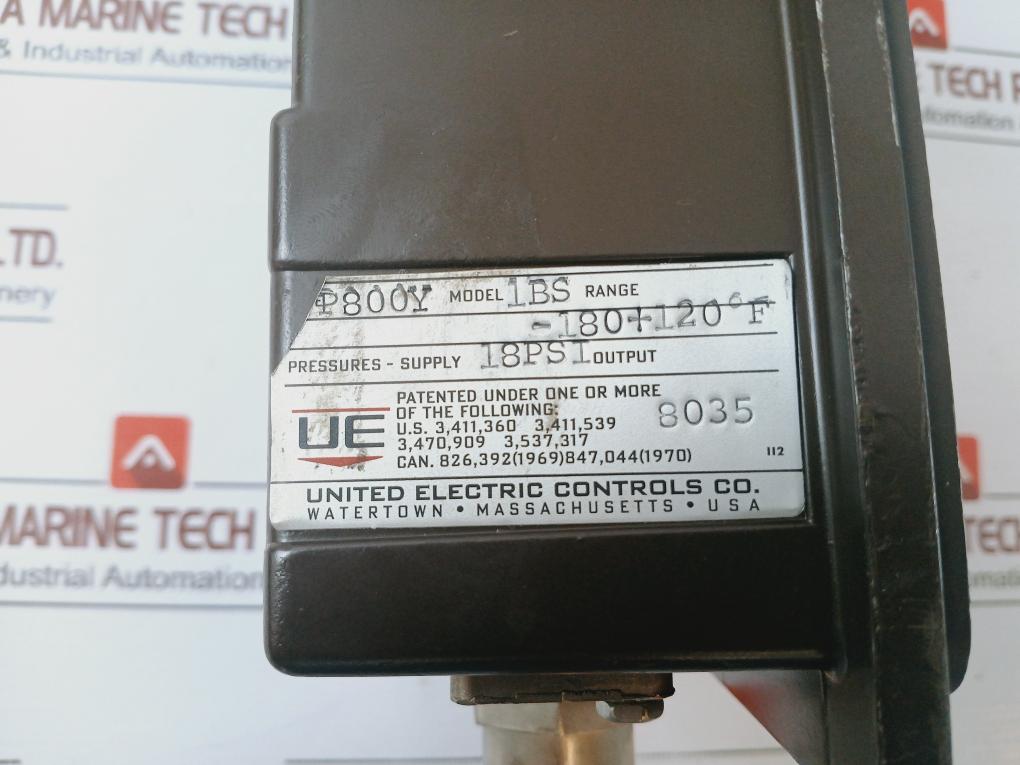 A MARINE TECH
& Industrial Automation
TECH
LTD.
P800Y MODEL 1BS RANGE
-180+120°F
PRESSURES - SUPPLY 18PSI OUTPUT
PATENTED UNDER ONE OR MORE
OF THE FOLLOWING:
U.S. 3,411,360 3,411,539
3,470,909 3,537,317
CAN. 826,392(1969)847,044(1970)
8035
112
UE
UNITED ELECTRIC CONTROLS CO.
WATERTOWN • MASSACHUSETTS • USA
MARINE TECH
Industrial Automation